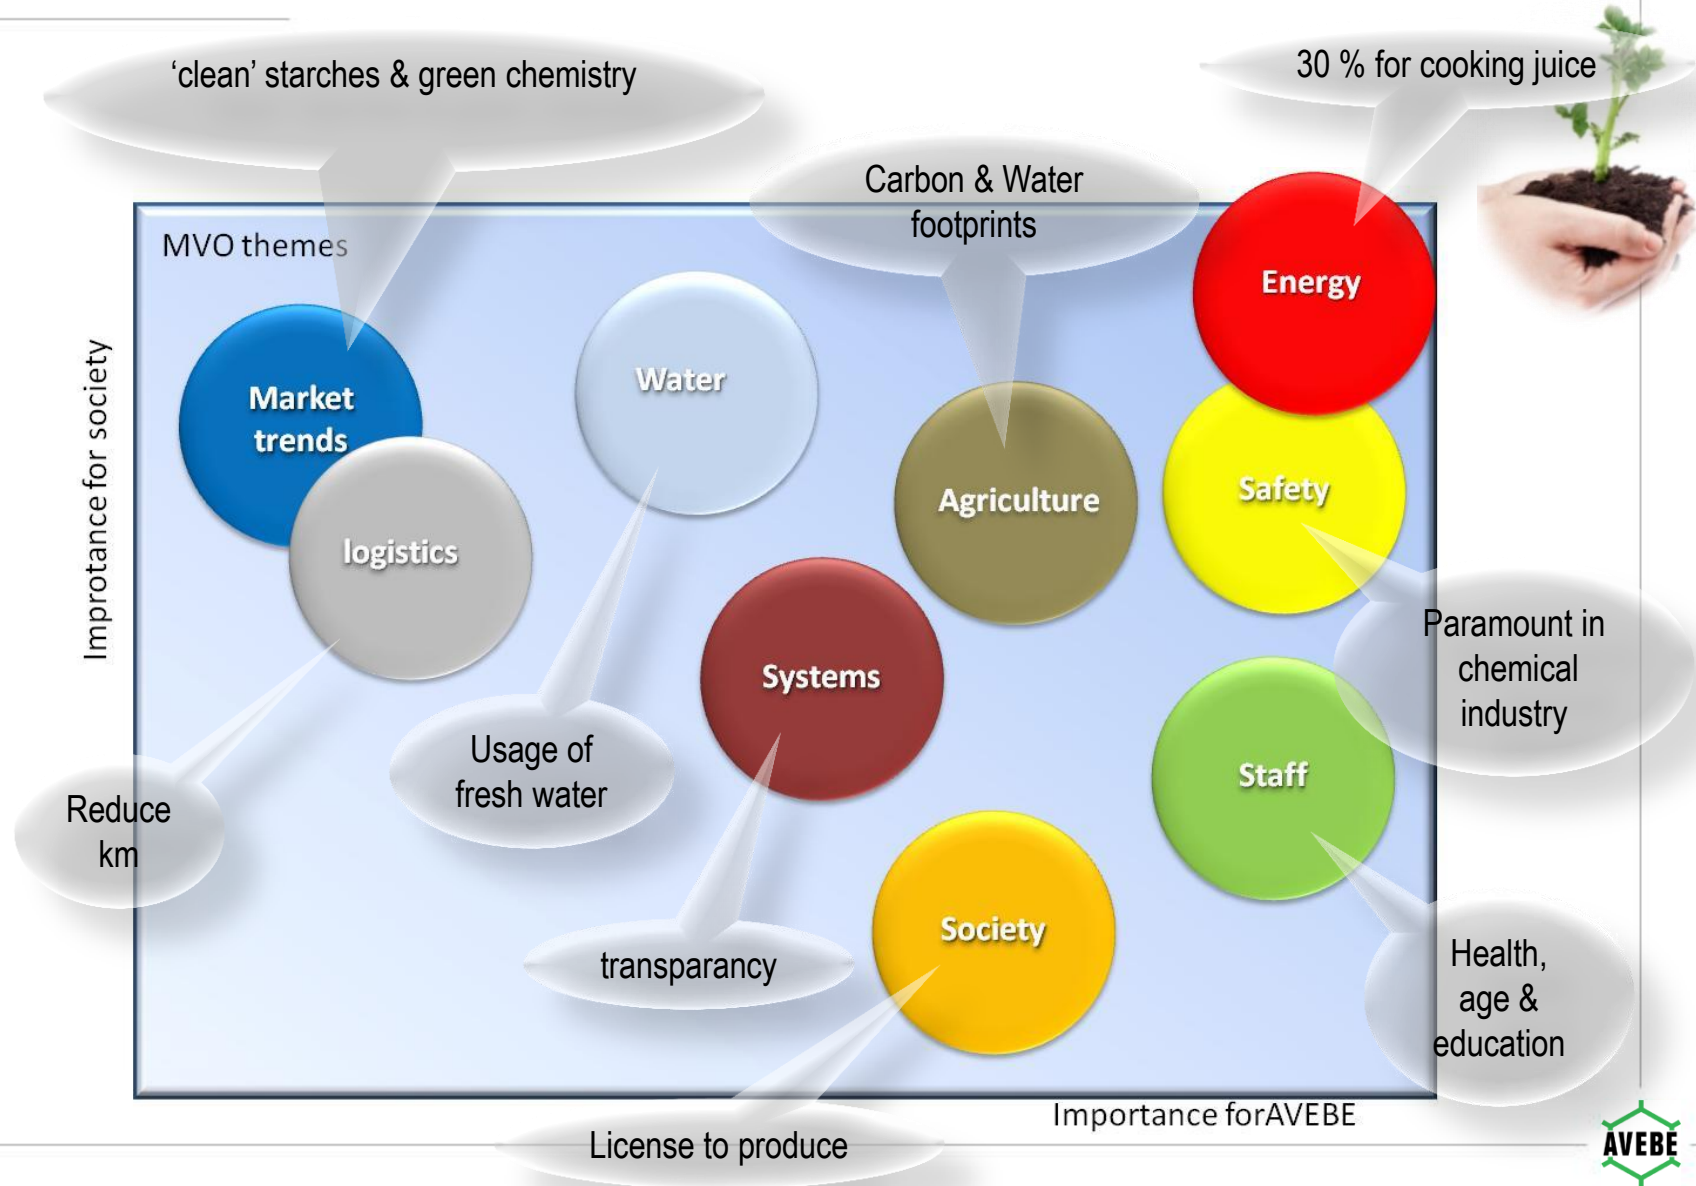 ‘clean’ starches & green chemistry
30 % for cooking juice
Carbon & Water
footprints
MVO themes
Energy
Market
trends
Water
Agriculture
Safety
logistics
Improtance for society
Systems
Paramount in
chemical
industry
Usage of
fresh water
Staff
Reduce
km
Society
transparancy
Health,
age &
education
Importance forAVEBE
License to produce
AVEBE